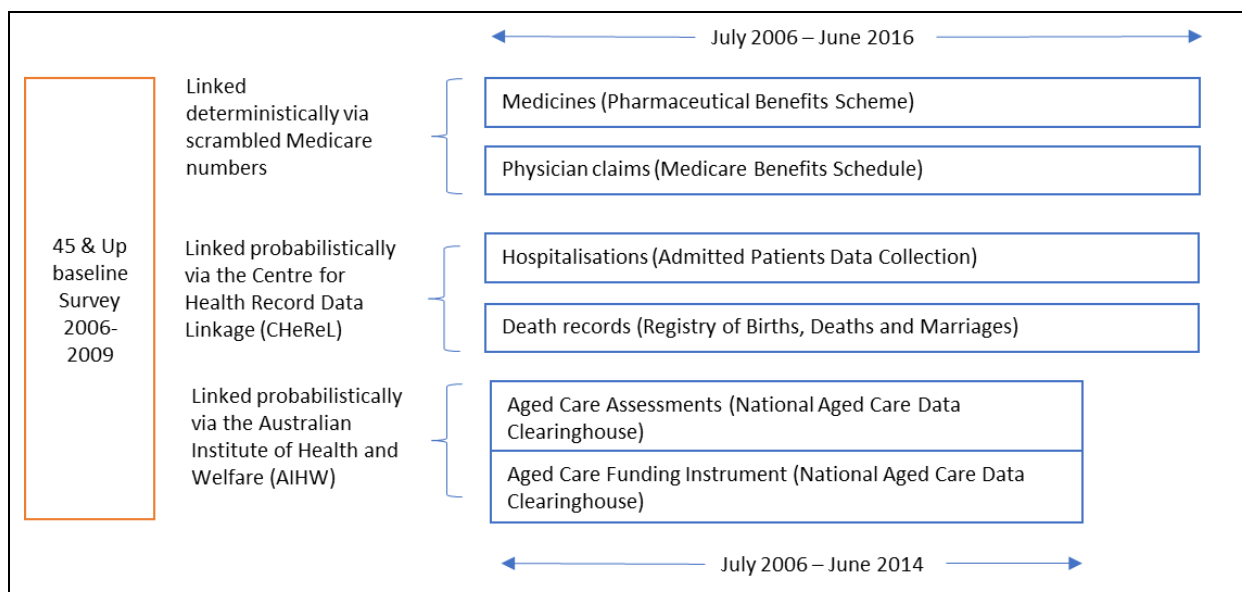 July 2006 – June 2016
45 & Up
baseline
Survey
2006-
2009
Linked
deterministically via
scrambled Medicare
numbers
Medicines (Pharmaceutical Benefits Scheme)
Physician claims (Medicare Benefits Schedule)
Linked probabilistically
via the Centre for
Health Record Data
Linkage (CHeReL)
Hospitalisations (Admitted Patients Data Collection)
Death records (Registry of Births, Deaths and Marriages)
Linked probabilistically
via the Australian
Institute of Health and
Welfare (AIHW)
Aged Care Assessments (National Aged Care Data
Clearinghouse)
Aged Care Funding Instrument (National Aged Care Data
Clearinghouse)
July 2006 – June 2014